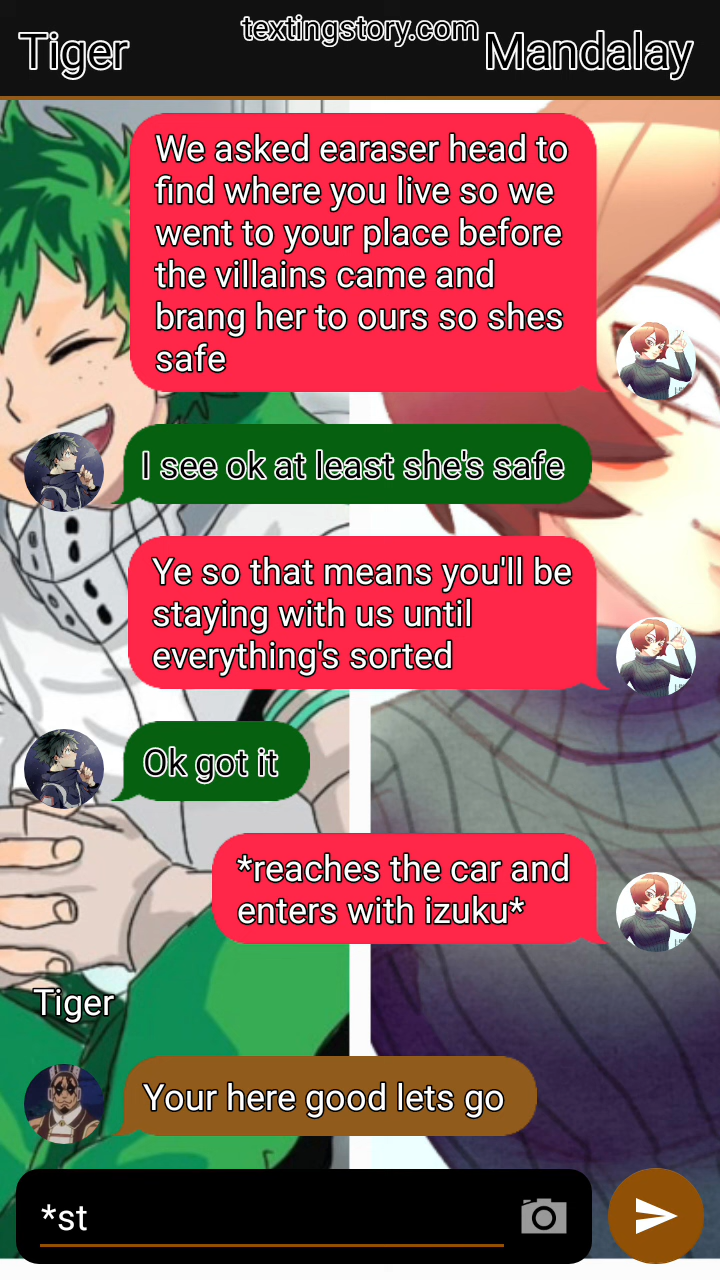 textingstory.com
Tiger
Mandalay
We asked earaser head to
find where you live so we
went to your place before
the villains came and
brang her to ours so shes
safe
I see ok at least she's safe
Ye so that means you'll be
staying with us until
everything's sorted
Ok got it
*reaches the car and
enters with izuku*
Tiger
Your here good lets go
*st